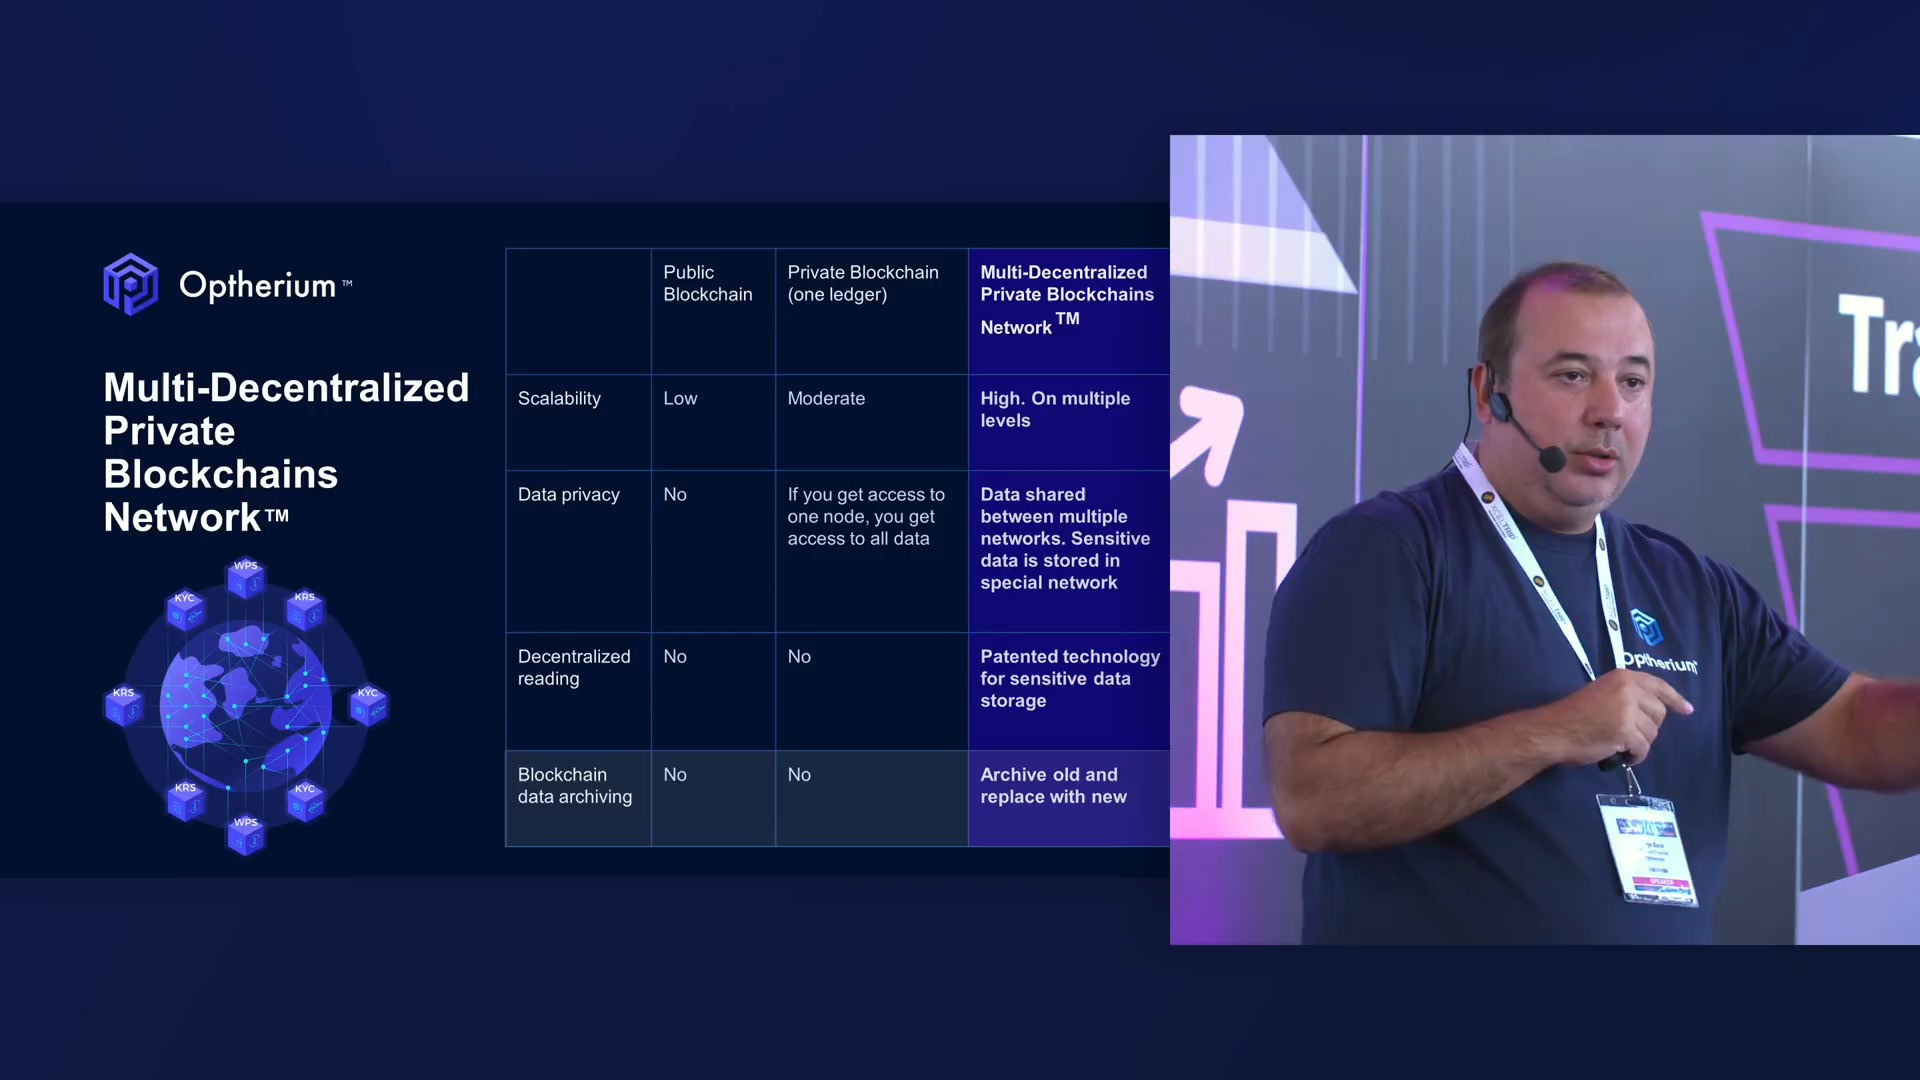 Optherium™
Multi-Decentralized
Private
Blockchains
Network™
WPS
KYC
KRS
KRS
KYC
KRS
KYC
WPS
Public
Blockchain
Private Blockchain
(one ledger)
Multi-Decentralized
Private Blockchains
Network™
Scalability
Low
Moderate
High. On multiple
levels
Data privacy
No
If you get access to
one node, you get
access to all data
Data shared
between multiple
networks. Sensitive
data is stored in
special network
Decentralized
reading
No
No
Patented technology
for sensitive data
storage
Blockchain
data archiving
No
No
Archive old and
replace with new
XCELTRIP
Optherium
SPEAKER